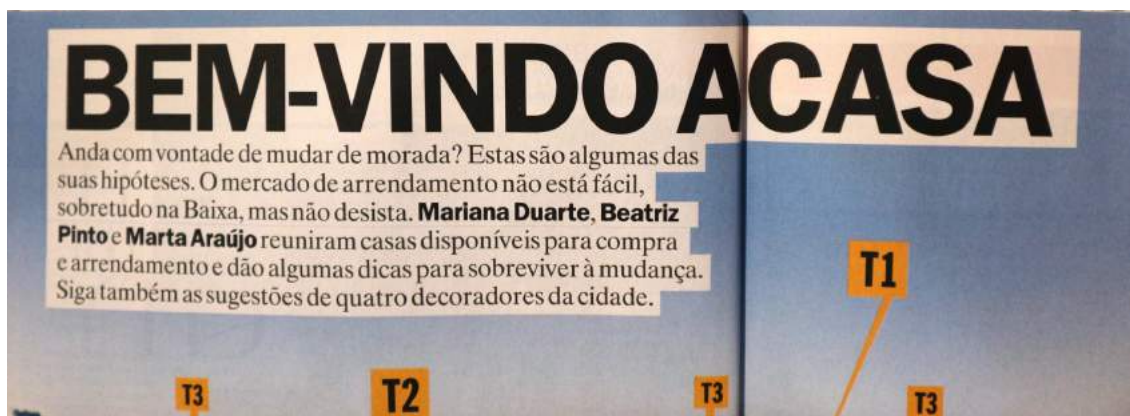 BEM-VINDO A CASA
Anda com vontade de mudar de morada? Estas são algumas das
suas hipóteses. O mercado de arrendamento não está fácil,
sobretudo na Baixa, mas não desista. Mariana Duarte, Beatriz
Pinto e Marta Araújo reuniram casas disponíveis para compra
e arrendamento e dão algumas dicas para sobreviver à mudança.
Siga também as sugestões de quatro decoradores da cidade.
T1
T3 T2 T3 T3